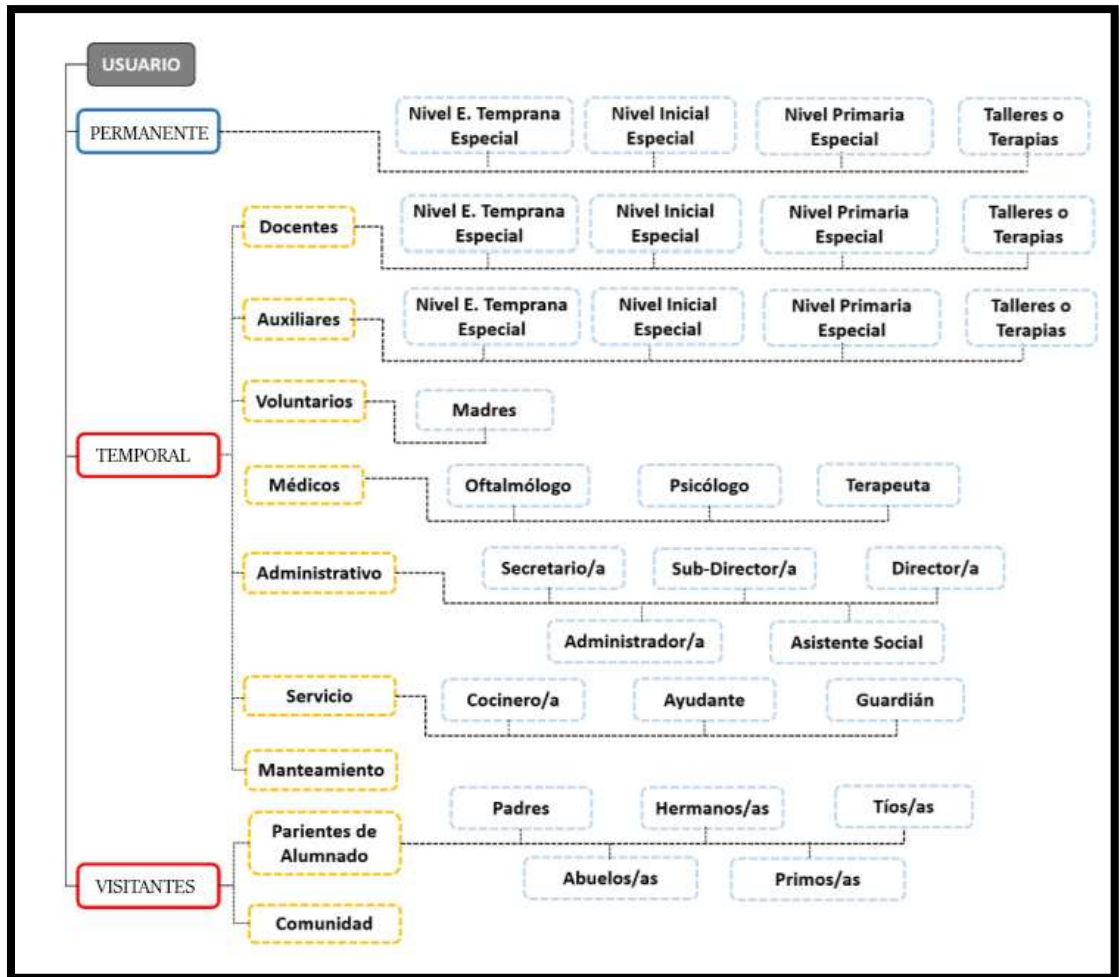 USUARIO
PERMANENTE
Nivel E. Temprana
Especial
Nivel Inicial
Especial
Nivel Primaria
Especial
Talleres o
Terapias
TEMPORAL
Docentes
Nivel E. Temprana
Especial
Nivel Inicial
Especial
Nivel Primaria
Especial
Talleres o
Terapias
Auxiliares
Nivel E. Temprana
Especial
Nivel Inicial
Especial
Nivel Primaria
Especial
Talleres o
Terapias
Voluntarios
Madres
Médicos
Oftalmólogo
Psicólogo
Terapeuta
Administrativo
Secretario/a
Sub-Director/a
Director/a
Administrador/a
Asistente Social
Servicio
Cocinero/a
Ayudante
Guardián
Manteamiento
VISITANTES
Parientes de
Alumnado
Padres
Hermanos/as
Tíos/as
Abuelos/as
Primos/as
Comunidad